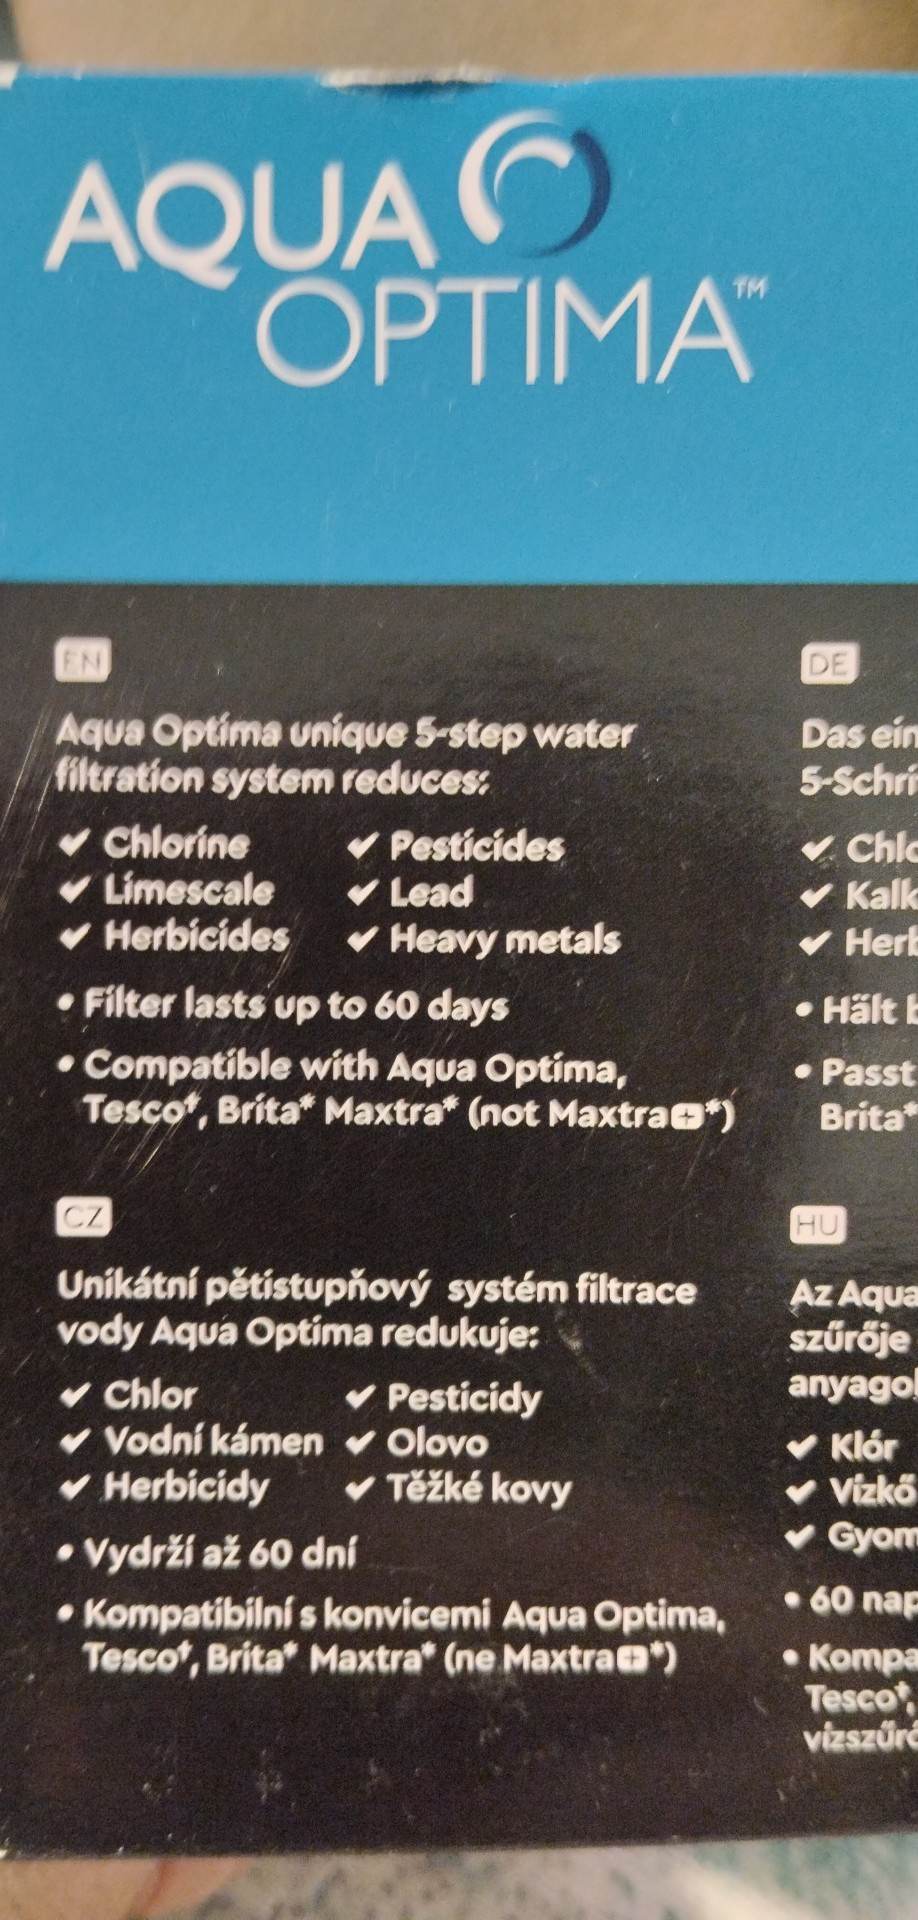 AQUA
OPTIMA™
EN
Aqua Optima unique 5-step water
filtration system reduces:
✔ Chlorine ✔ Pesticides
✔ Limescale ✔ Lead
✔ Herbicides ✔ Heavy metals
• Filter lasts up to 60 days
• Compatible with Aqua Optima,
Tesco⁺, Brita* Maxtra* (not Maxtra+*)
DE
Das ein
5-Schri
✔ Chlo
✔ Kalk
✔ Herb
• Hält b
• Passt
Brita*
CZ
Unikátní pětistupňový systém filtrace
vody Aqua Optima redukuje:
✔ Chlor ✔ Pesticidy
✔ Vodní kámen ✔ Olovo
✔ Herbicidy ✔ Těžké kovy
• Vydrží až 60 dní
• Kompatibilní s konvicemi Aqua Optima,
Tesco⁺, Brita* Maxtra* (ne Maxtra+*)
HU
Az Aqua
szűrője
anyagol
✔ Klór
✔ Vízkő
✔ Gyom
• 60 nap
• Kompa
Tesco⁺,
vízszűrő